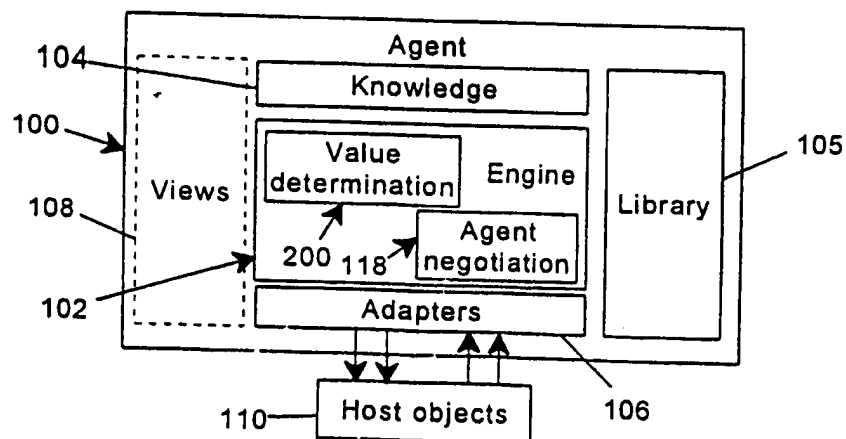 Agent
104
Knowledge
100
Value
determination
Engine
105
Views
Library
108
200
118
Agent
negotiation
102
Adapters
110
Host objects
106